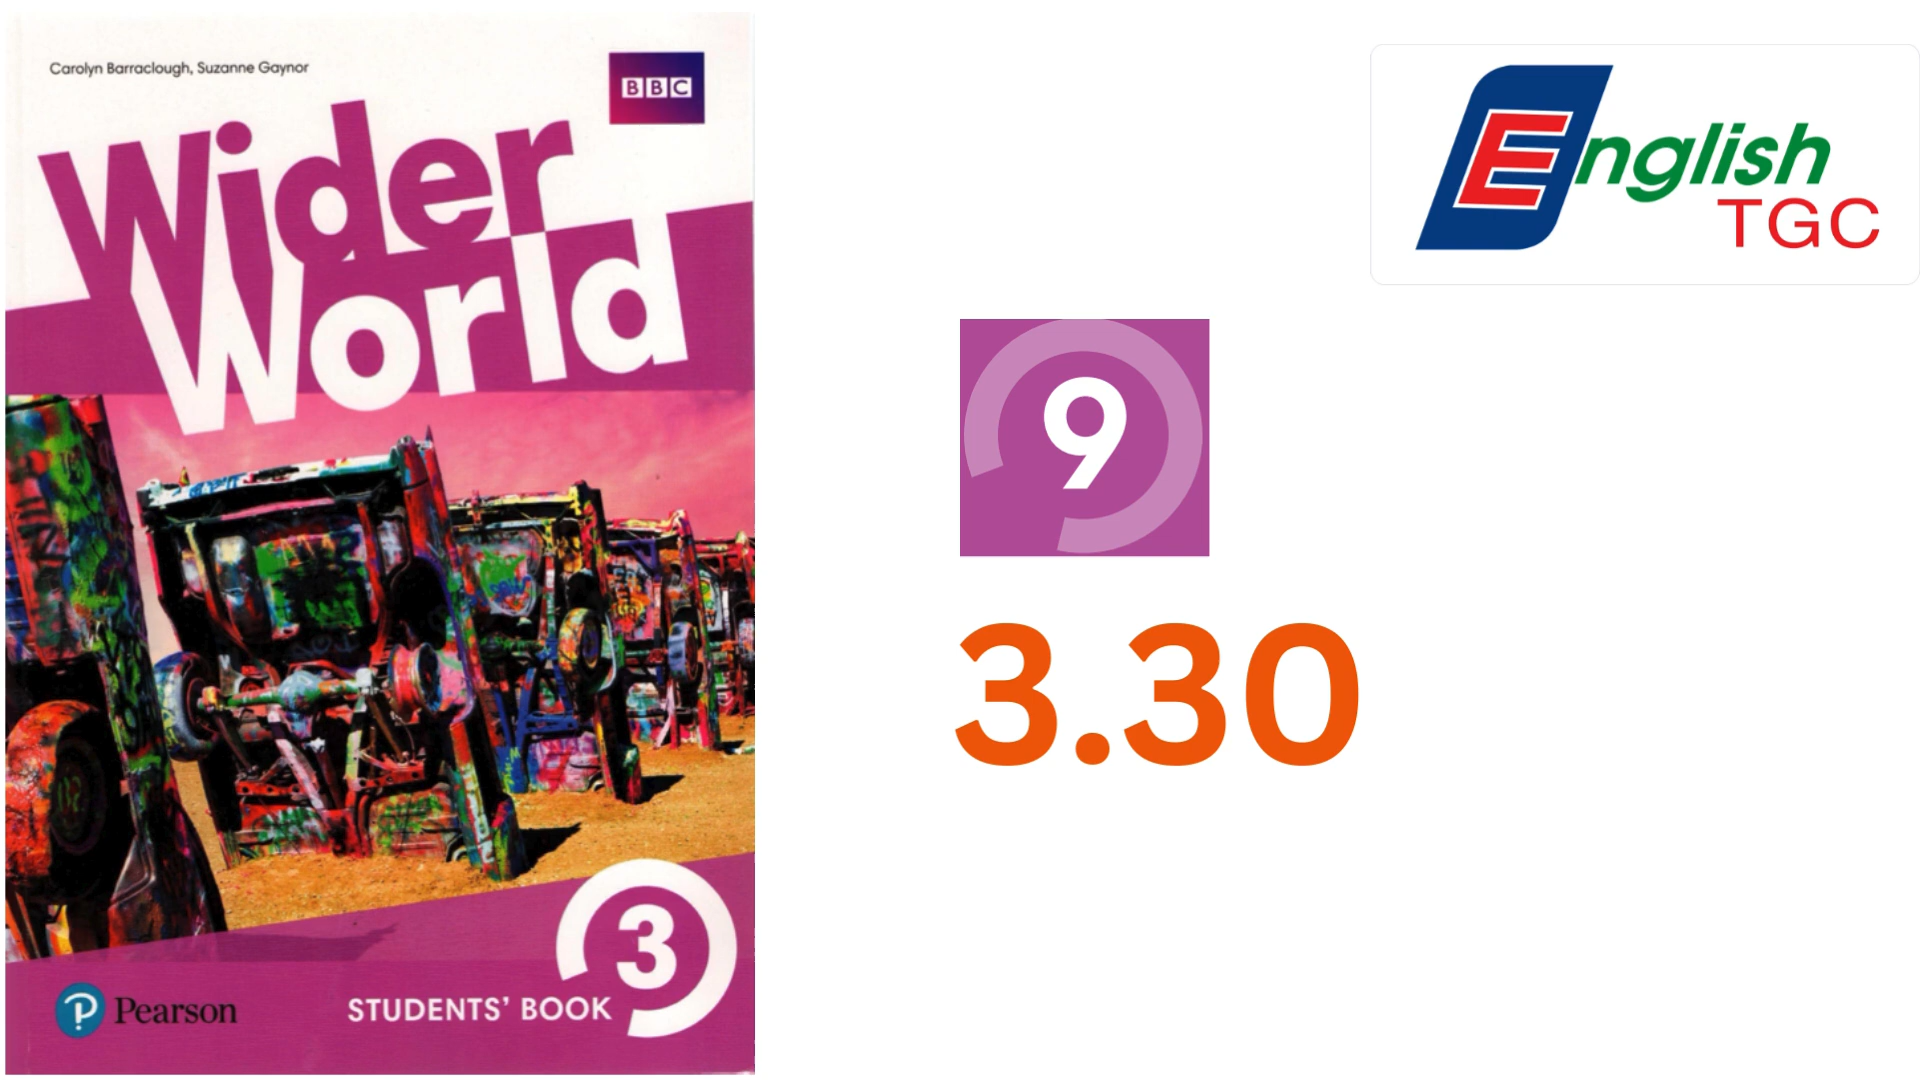 Carolyn Barraclough, Suzanne Gaynor
BBC
Wider
World
3
STUDENTS' BOOK
Pearson
English
TGC
9
3.30